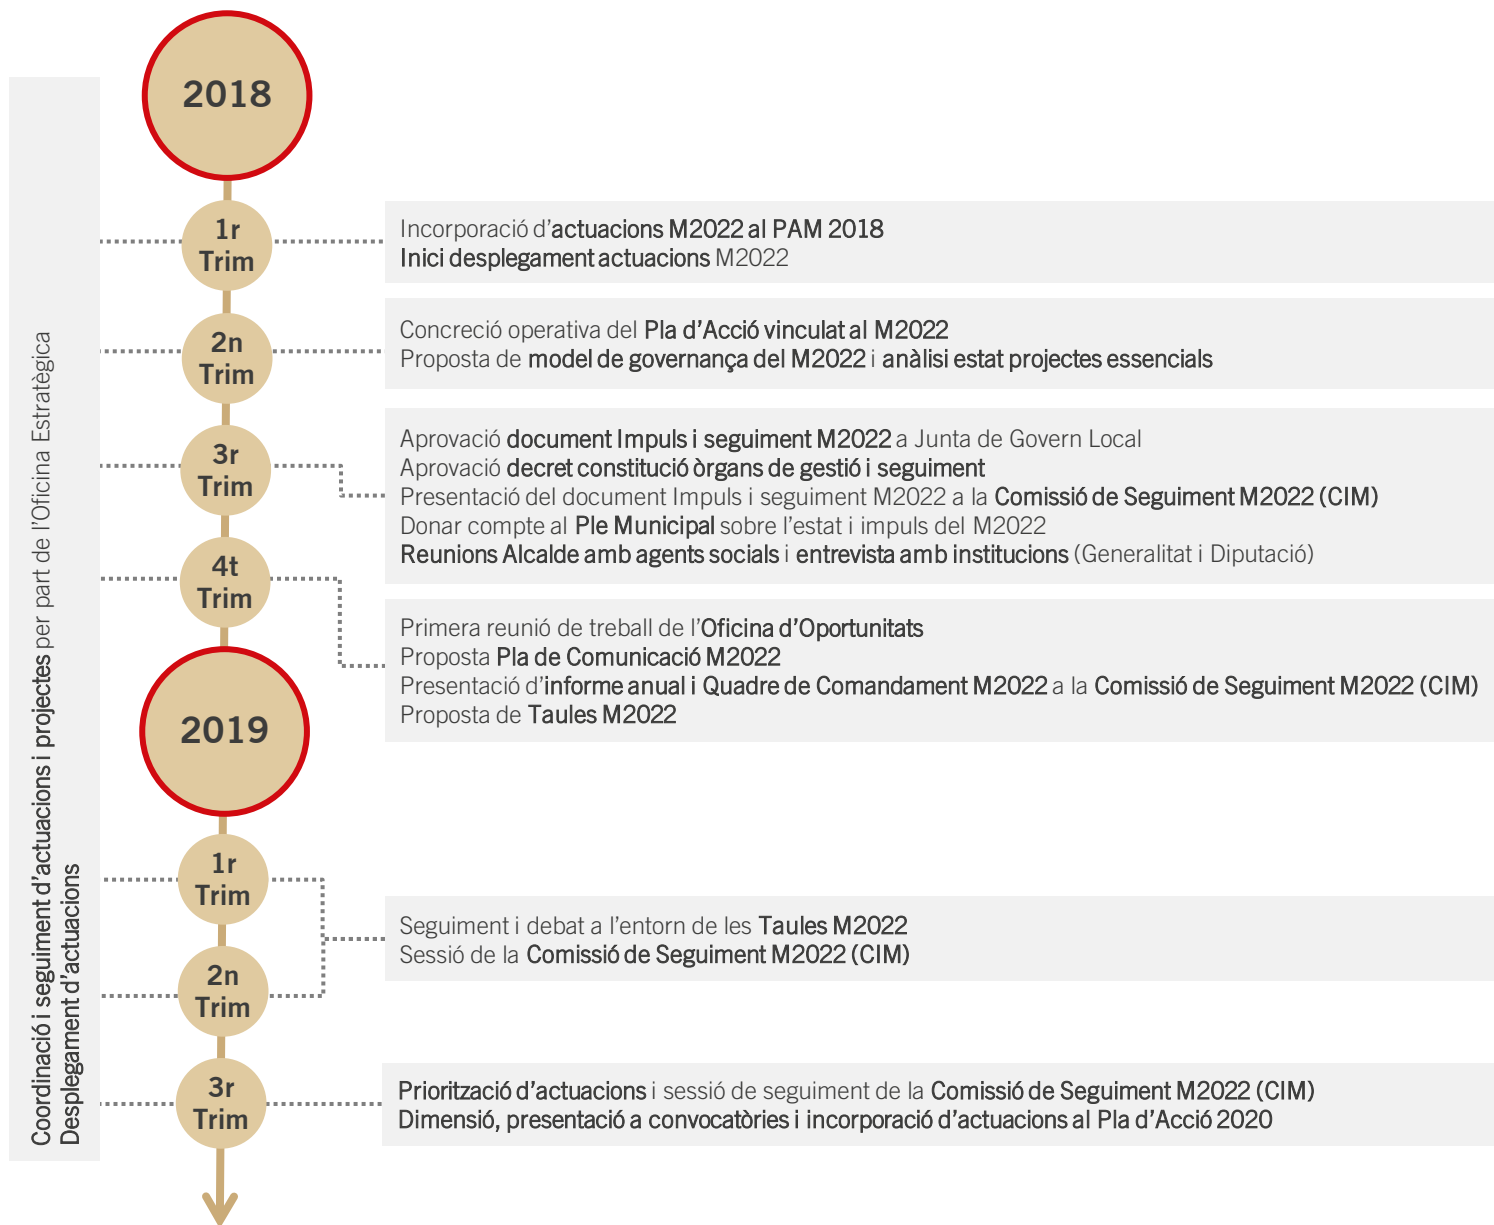 2018
1r
Trim
Incorporació d'actuacions M2022 al PAM 2018
Inici desplegament actuacions M2022
2n
Trim
Concreció operativa del Pla d'Acció vinculat al M2022
Proposta de model de governança del M2022 i anàlisi estat projectes essencials
3r
Trim
Aprovació document Impuls i seguiment M2022 a Junta de Govern Local
Aprovació decret constitució òrgans de gestió i seguiment
Presentació del document Impuls i seguiment M2022 a la Comissió de Seguiment M2022 (CIM)
Donar compte al Ple Municipal sobre l'estat i impuls del M2022
Reunions Alcalde amb agents socials i entrevista amb institucions (Generalitat i Diputació)
4t
Trim
Primera reunió de treball de l'Oficina d'Oportunitats
Proposta Pla de Comunicació M2022
Presentació d'informe anual i Quadre de Comandament M2022 a la Comissió de Seguiment M2022 (CIM)
Proposta de Taules M2022
2019
1r
Trim
2n
Trim
Seguiment i debat a l'entorn de les Taules M2022
Sessió de la Comissió de Seguiment M2022 (CIM)
3r
Trim
Priorització d'actuacions i sessió de seguiment de la Comissió de Seguiment M2022 (CIM)
Dimensió, presentació a convocatòries i incorporació d'actuacions al Pla d'Acció 2020
Coordinació i seguiment d'actuacions i projectes per part de l'Oficina Estratègica
Desplegament d'actuacions